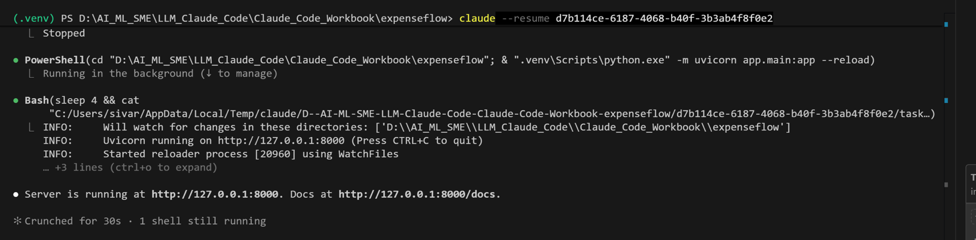 (.venv) PS D:\AI_ML_SME\LLM_Claude_Code\Claude_Code_Workbook\expenseflow> claude --resume d7b114ce-6187-4068-b40f-3b3ab4f8f0e2
⎿ Stopped
● PowerShell(cd "D:\AI_ML_SME\LLM_Claude_Code\Claude_Code_Workbook\expenseflow"; & ".venv\Scripts\python.exe" -m uvicorn app.main:app --reload)
⎿ Running in the background (↓ to manage)
● Bash(sleep 4 && cat
"C:/Users/sivar/AppData/Local/Temp/claude/D--AI-ML-SME-LLM-Claude-Code-Claude-Code-Workbook-expenseflow/d7b114ce-6187-4068-b40f-3b3ab4f8f0e2/task…)
⎿ INFO: Will watch for changes in these directories: ['D:\\AI_ML_SME\\LLM_Claude_Code\\Claude_Code_Workbook\\expenseflow']
INFO: Uvicorn running on http://127.0.0.1:8000 (Press CTRL+C to quit)
INFO: Started reloader process [20960] using WatchFiles
… +3 lines (ctrl+o to expand)
● Server is running at http://127.0.0.1:8000. Docs at http://127.0.0.1:8000/docs.
✻ Crunched for 30s · 1 shell still running